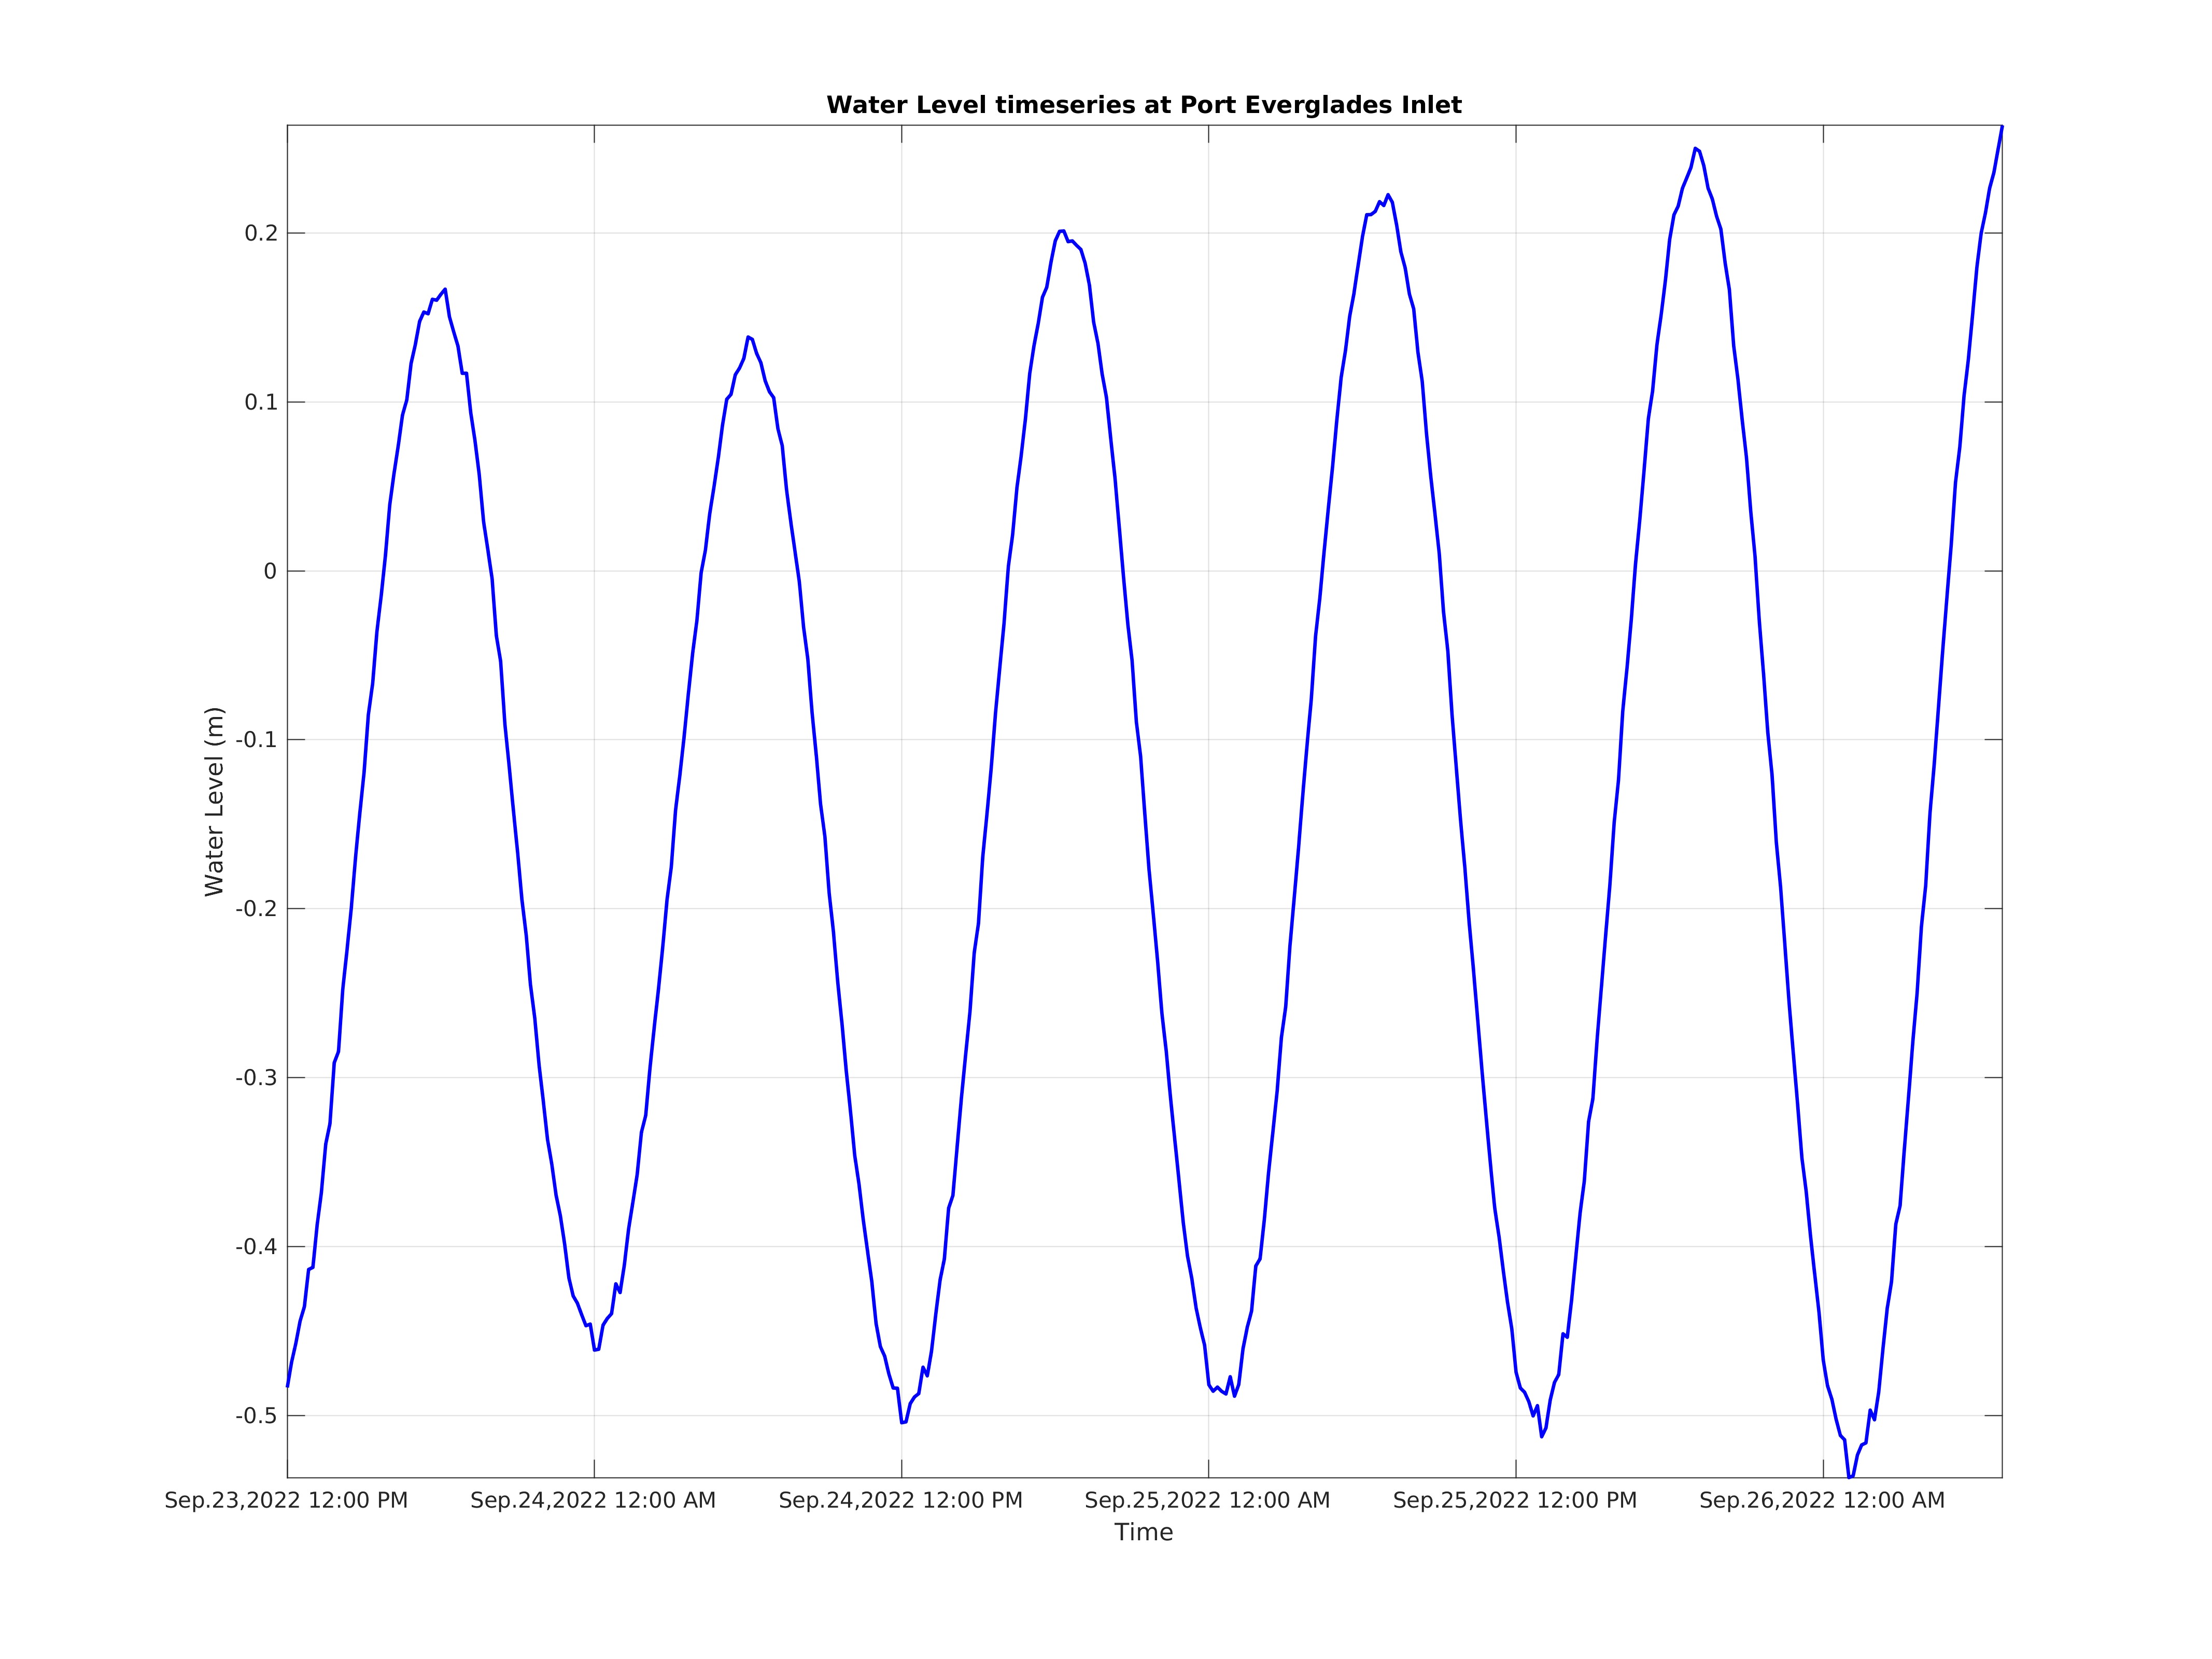 Water Level timeseries at Port Everglades Inlet
0.2
0.1
0
-0.1
-0.2
-0.3
-0.4
-0.5
Water Level (m)
Sep.23,2022 12:00 PM
Sep.24,2022 12:00 AM
Sep.24,2022 12:00 PM
Sep.25,2022 12:00 AM
Sep.25,2022 12:00 PM
Sep.26,2022 12:00 AM
Time